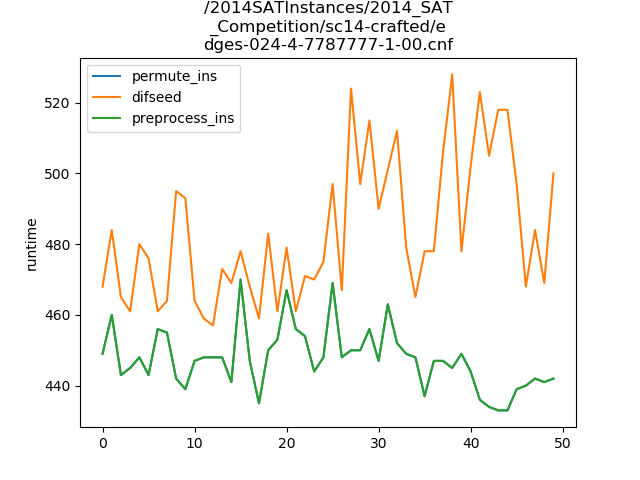 /2014SATInstances/2014_SAT
_Competition/sc14-crafted/e
dges-024-4-7787777-1-00.cnf
permute_ins
difseed
preprocess_ins
runtime
520
500
480
460
440
0 10 20 30 40 50